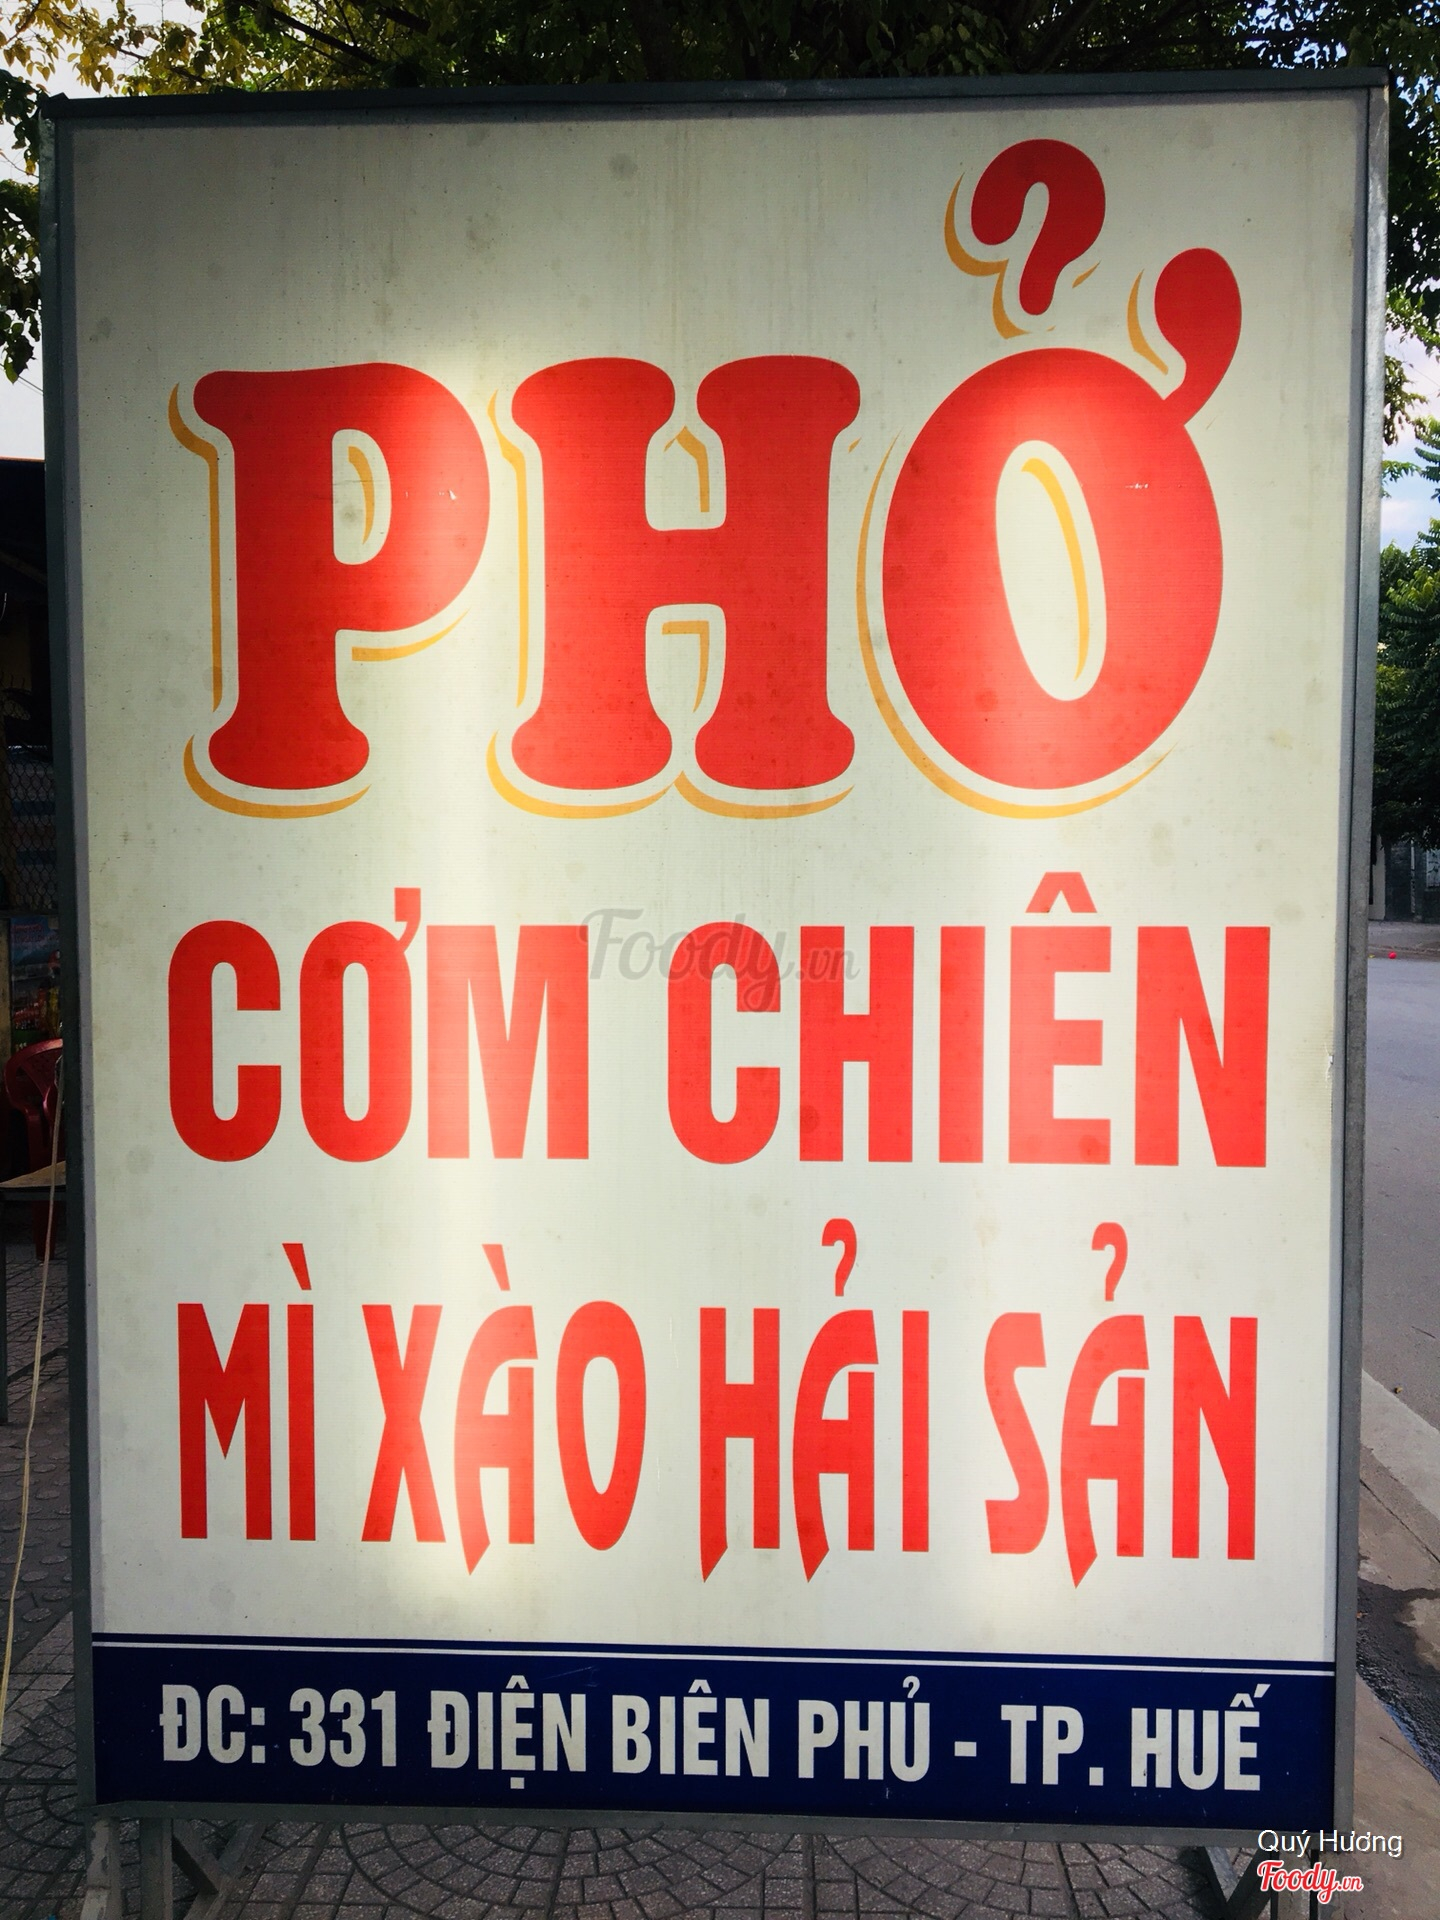 PHỞ
CƠM CHIÊN
Foody.vn
MÌ XÀO HẢI SẢN
ĐC: 331 ĐIỆN BIÊN PHỦ - TP. HUẾ
Quý Hương
Foody.vn